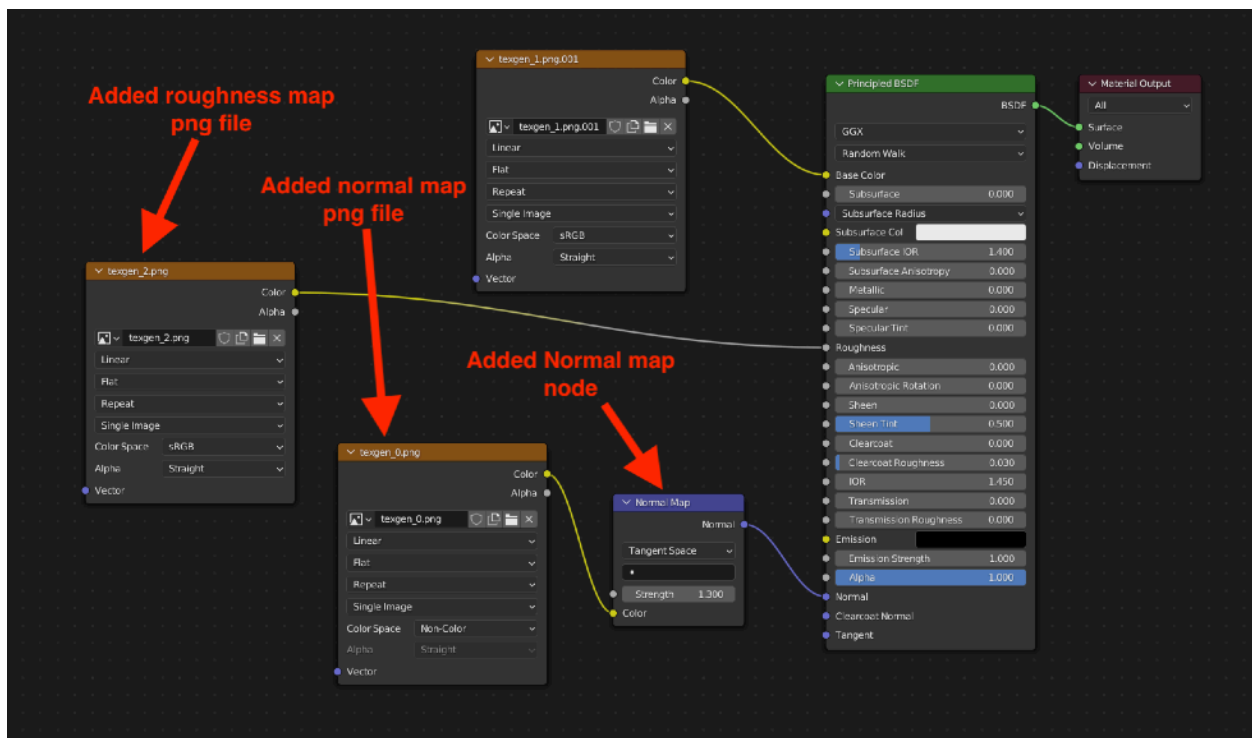 Added roughness map
png file
Added normal map
png file
Added Normal map
node
texgen_1.png.001
Color
Alpha
texgen_1.png.001
Linear
Flat
Repeat
Single Image
Color Space sRGB
Alpha Straight
Vector
texgen_2.png
Color
Alpha
texgen_2.png
Linear
Flat
Repeat
Single Image
Color Space sRGB
Alpha Straight
Vector
texgen_0.png
Color
Alpha
texgen_0.png
Linear
Flat
Repeat
Single Image
Color Space Non-Color
Alpha Straight
Vector
Normal Map
Normal
Tangent Space
Strength 1.300
Color
Principled BSDF
BSDF
GGX
Random Walk
Base Color
Subsurface 0.000
Subsurface Radius
Subsurface Col
Subsurface IOR 1.400
Subsurface Anisotropy 0.000
Metallic 0.000
Specular 0.000
Specular Tint 0.000
Roughness
Anisotropic 0.000
Anisotropic Rotation 0.000
Sheen 0.000
Sheen Tint 0.500
Clearcoat 0.000
Clearcoat Roughness 0.030
IOR 1.450
Transmission 0.000
Transmission Roughness 0.000
Emission
Emission Strength 1.000
Alpha 1.000
Normal
Clearcoat Normal
Tangent
Material Output
All
Surface
Volume
Displacement